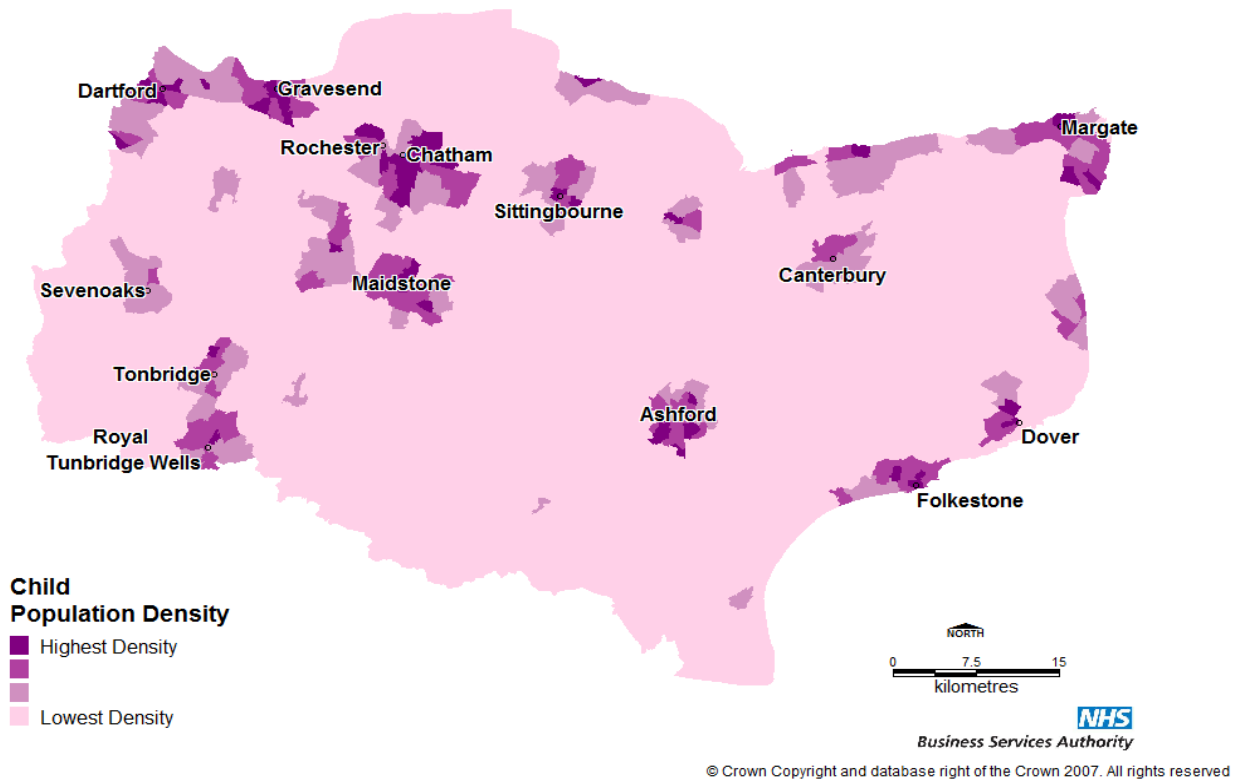 Dartford
Gravesend
Rochester
Chatham
Margate
Sittingbourne
Canterbury
Sevenoaks
Maidstone
Tonbridge
Ashford
Royal
Tunbridge Wells
Dover
Folkestone
Child
Population Density
Highest Density
Lowest Density
NORTH
0 7.5 15
kilometres
NHS
Business Services Authority
© Crown Copyright and database right of the Crown 2007. All rights reserved